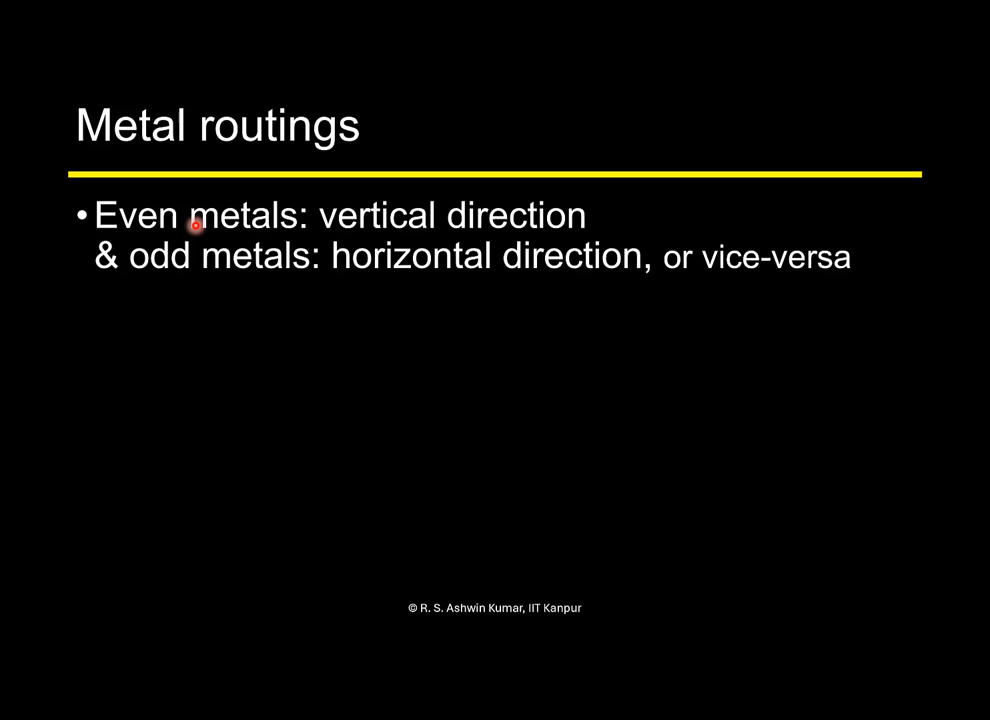 Metal routings
• Even metals: vertical direction
& odd metals: horizontal direction, or vice-versa
© R. S. Ashwin Kumar, IIT Kanpur